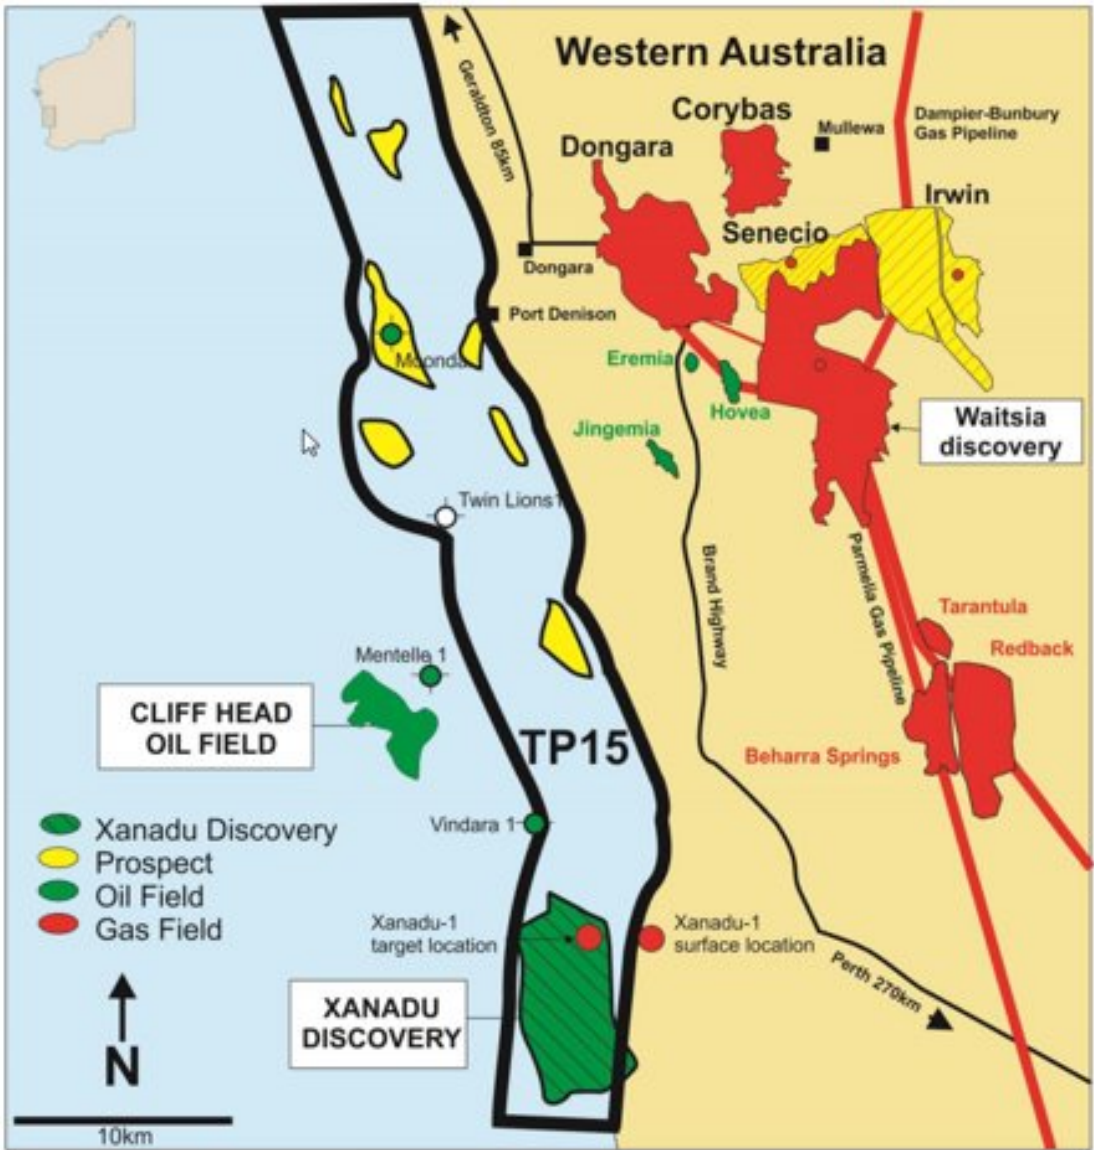 Western Australia
Geraldton 85km
Corybas
Mullewa
Dampier-Bunbury
Gas Pipeline
Dongara
Irwin
Senecio
Dongara
Port Denison
Eremia
Hovea
Jingemia
Waitsia
discovery
Twin Lions1
Brand Highway
Parmelia Gas Pipeline
Tarantula
Redback
Mentelle 1
CLIFF HEAD
OIL FIELD
TP15
Beharra Springs
Vindara 1
Xanadu Discovery
Prospect
Oil Field
Gas Field
Xanadu-1
target location
Xanadu-1
surface location
Perth 270km
XANADU
DISCOVERY
N
10km